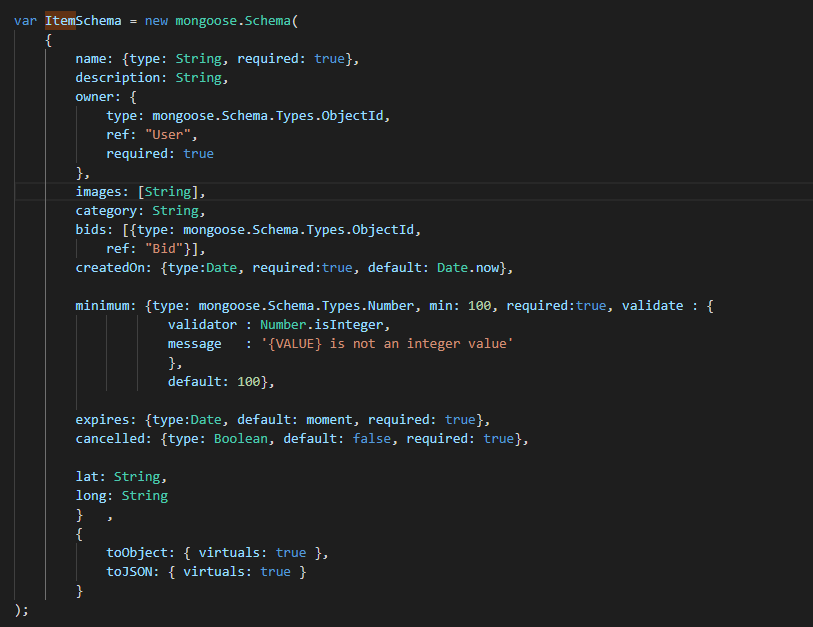 var ItemSchema = new mongoose.Schema(
{
name: {type: String, required: true},
description: String,
owner: {
type: mongoose.Schema.Types.ObjectId,
ref: "User",
required: true
},
images: [String],
category: String,
bids: [{type: mongoose.Schema.Types.ObjectId,
ref: "Bid"}],
createdOn: {type:Date, required:true, default: Date.now},
minimum: {type: mongoose.Schema.Types.Number, min: 100, required:true, validate : {
validator : Number.isInteger,
message   : '{VALUE} is not an integer value'
},
default: 100},
expires: {type:Date, default: moment, required: true},
cancelled: {type: Boolean, default: false, required: true},
lat: String,
long: String
}   ,
{
toObject: { virtuals: true },
toJSON: { virtuals: true }
}
);